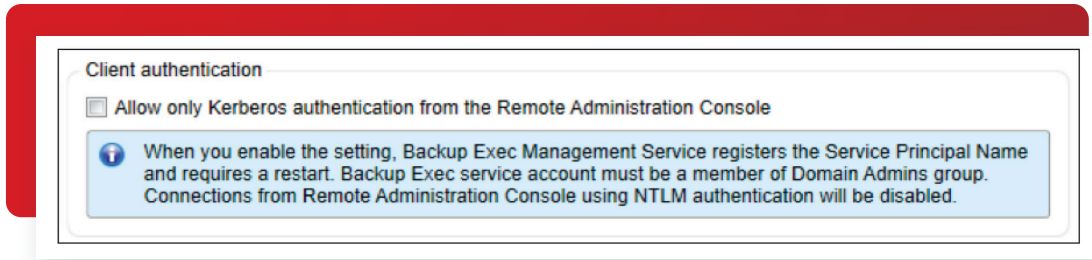 Client authentication
Allow only Kerberos authentication from the Remote Administration Console
When you enable the setting, Backup Exec Management Service registers the Service Principal Name
and requires a restart. Backup Exec service account must be a member of Domain Admins group.
Connections from Remote Administration Console using NTLM authentication will be disabled.